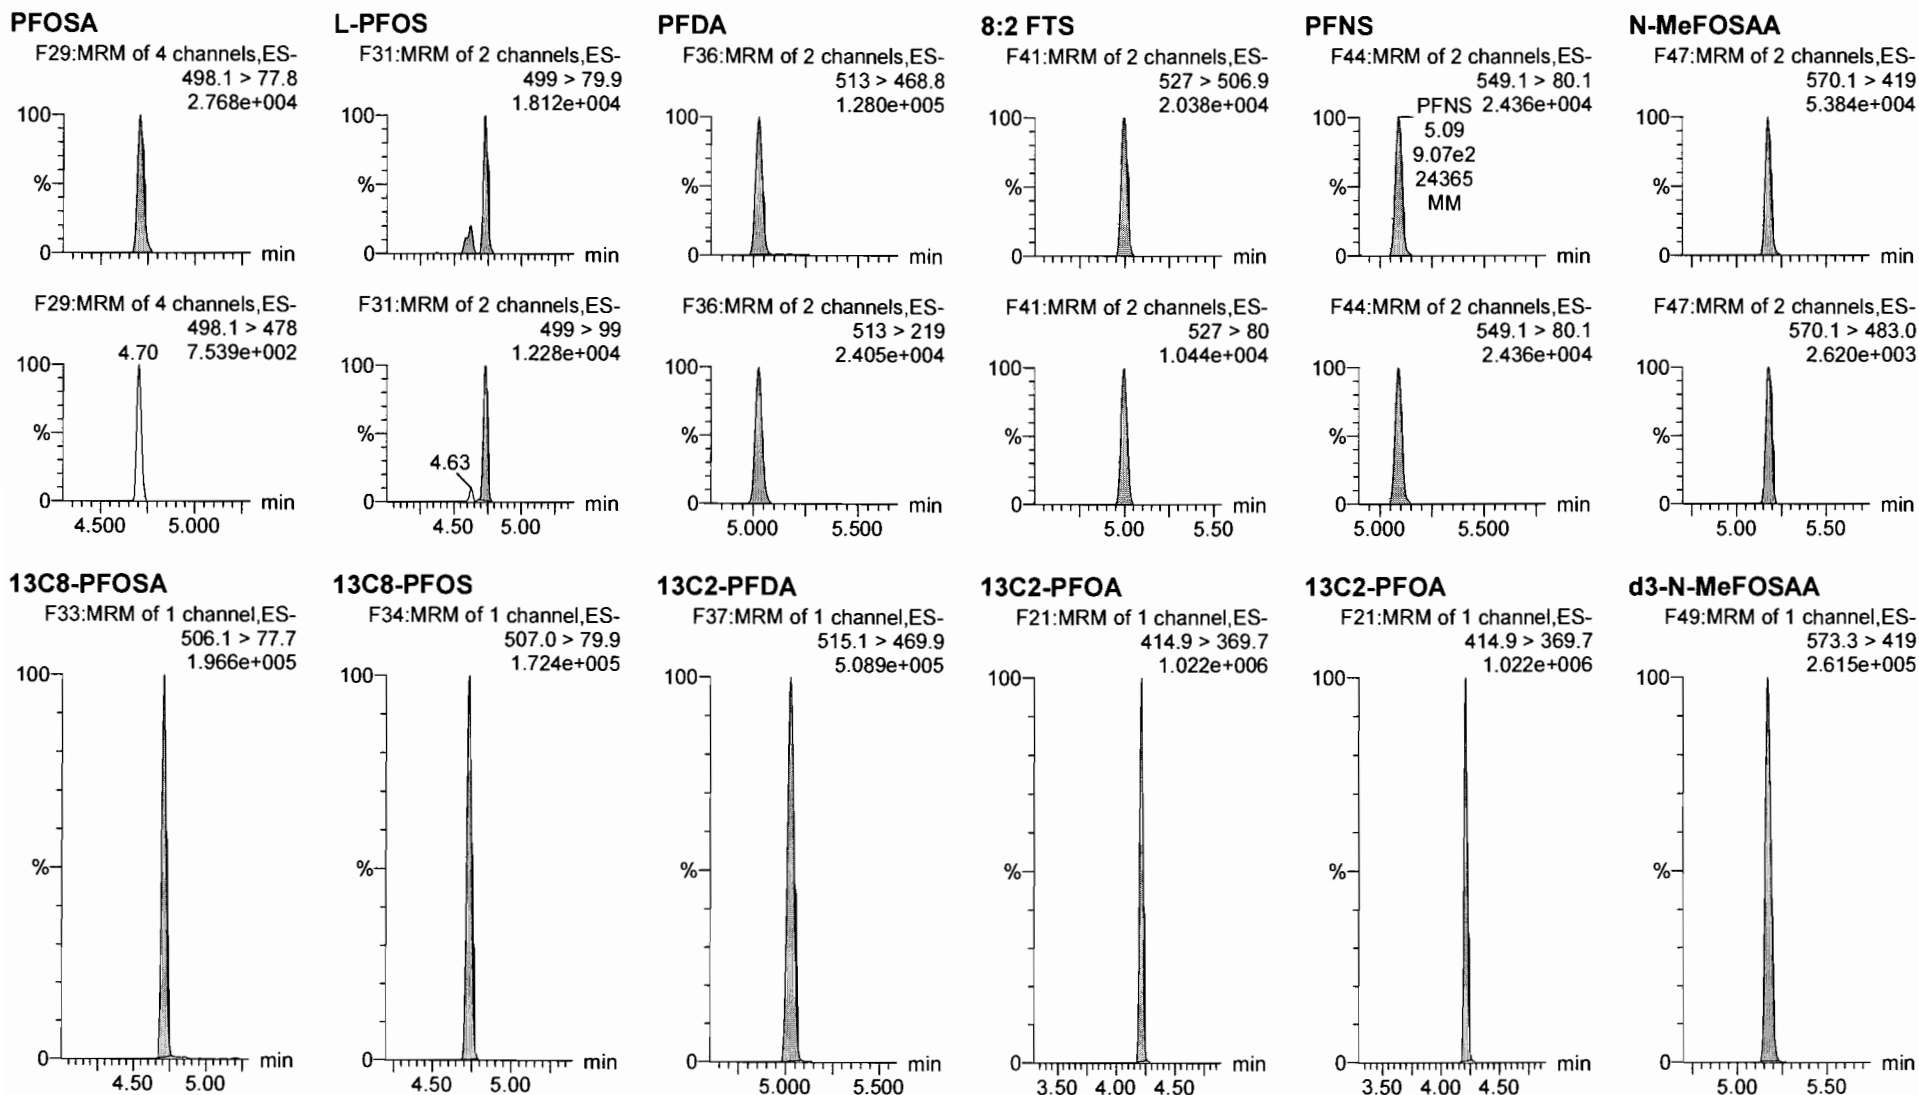 PFOSA
F29:MRM of 4 channels,ES-
498.1 > 77.8
2.768e+004
100
%
0
min
F29:MRM of 4 channels,ES-
498.1 > 478
4.70 7.539e+002
100
%
0
min
4.500 5.000
L-PFOS
F31:MRM of 2 channels,ES-
499 > 79.9
1.812e+004
100
%
0
min
F31:MRM of 2 channels,ES-
499 > 99
1.228e+004
100
%
4.63
0
min
4.50 5.00
PFDA
F36:MRM of 2 channels,ES-
513 > 468.8
1.280e+005
100
%
0
min
F36:MRM of 2 channels,ES-
513 > 219
2.405e+004
100
%
0
min
5.000 5.500
8:2 FTS
F41:MRM of 2 channels,ES-
527 > 506.9
2.038e+004
100
%
0
min
F41:MRM of 2 channels,ES-
527 > 80
1.044e+004
100
%
0
min
5.00 5.50
PFNS
F44:MRM of 2 channels,ES-
549.1 > 80.1
PFNS 2.436e+004
100
5.09
9.07e2
%
24365
MM
0
min
F44:MRM of 2 channels,ES-
549.1 > 80.1
2.436e+004
100
%
0
min
5.000 5.500
N-MeFOSAA
F47:MRM of 2 channels,ES-
570.1 > 419
5.384e+004
100
%
0
min
F47:MRM of 2 channels,ES-
570.1 > 483.0
2.620e+003
100
%
0
min
5.00 5.50
13C8-PFOSA
F33:MRM of 1 channel,ES-
506.1 > 77.7
1.966e+005
100
%
0
min
4.50 5.00
13C8-PFOS
F34:MRM of 1 channel,ES-
507.0 > 79.9
1.724e+005
100
%
0
min
4.50 5.00
13C2-PFDA
F37:MRM of 1 channel,ES-
515.1 > 469.9
5.089e+005
100
%
0
min
5.000 5.500
13C2-PFOA
F21:MRM of 1 channel,ES-
414.9 > 369.7
1.022e+006
100
%
0
min
3.50 4.00 4.50
13C2-PFOA
F21:MRM of 1 channel,ES-
414.9 > 369.7
1.022e+006
100
%
0
min
3.50 4.00 4.50
d3-N-MeFOSAA
F49:MRM of 1 channel,ES-
573.3 > 419
2.615e+005
100
%
0
min
5.00 5.50